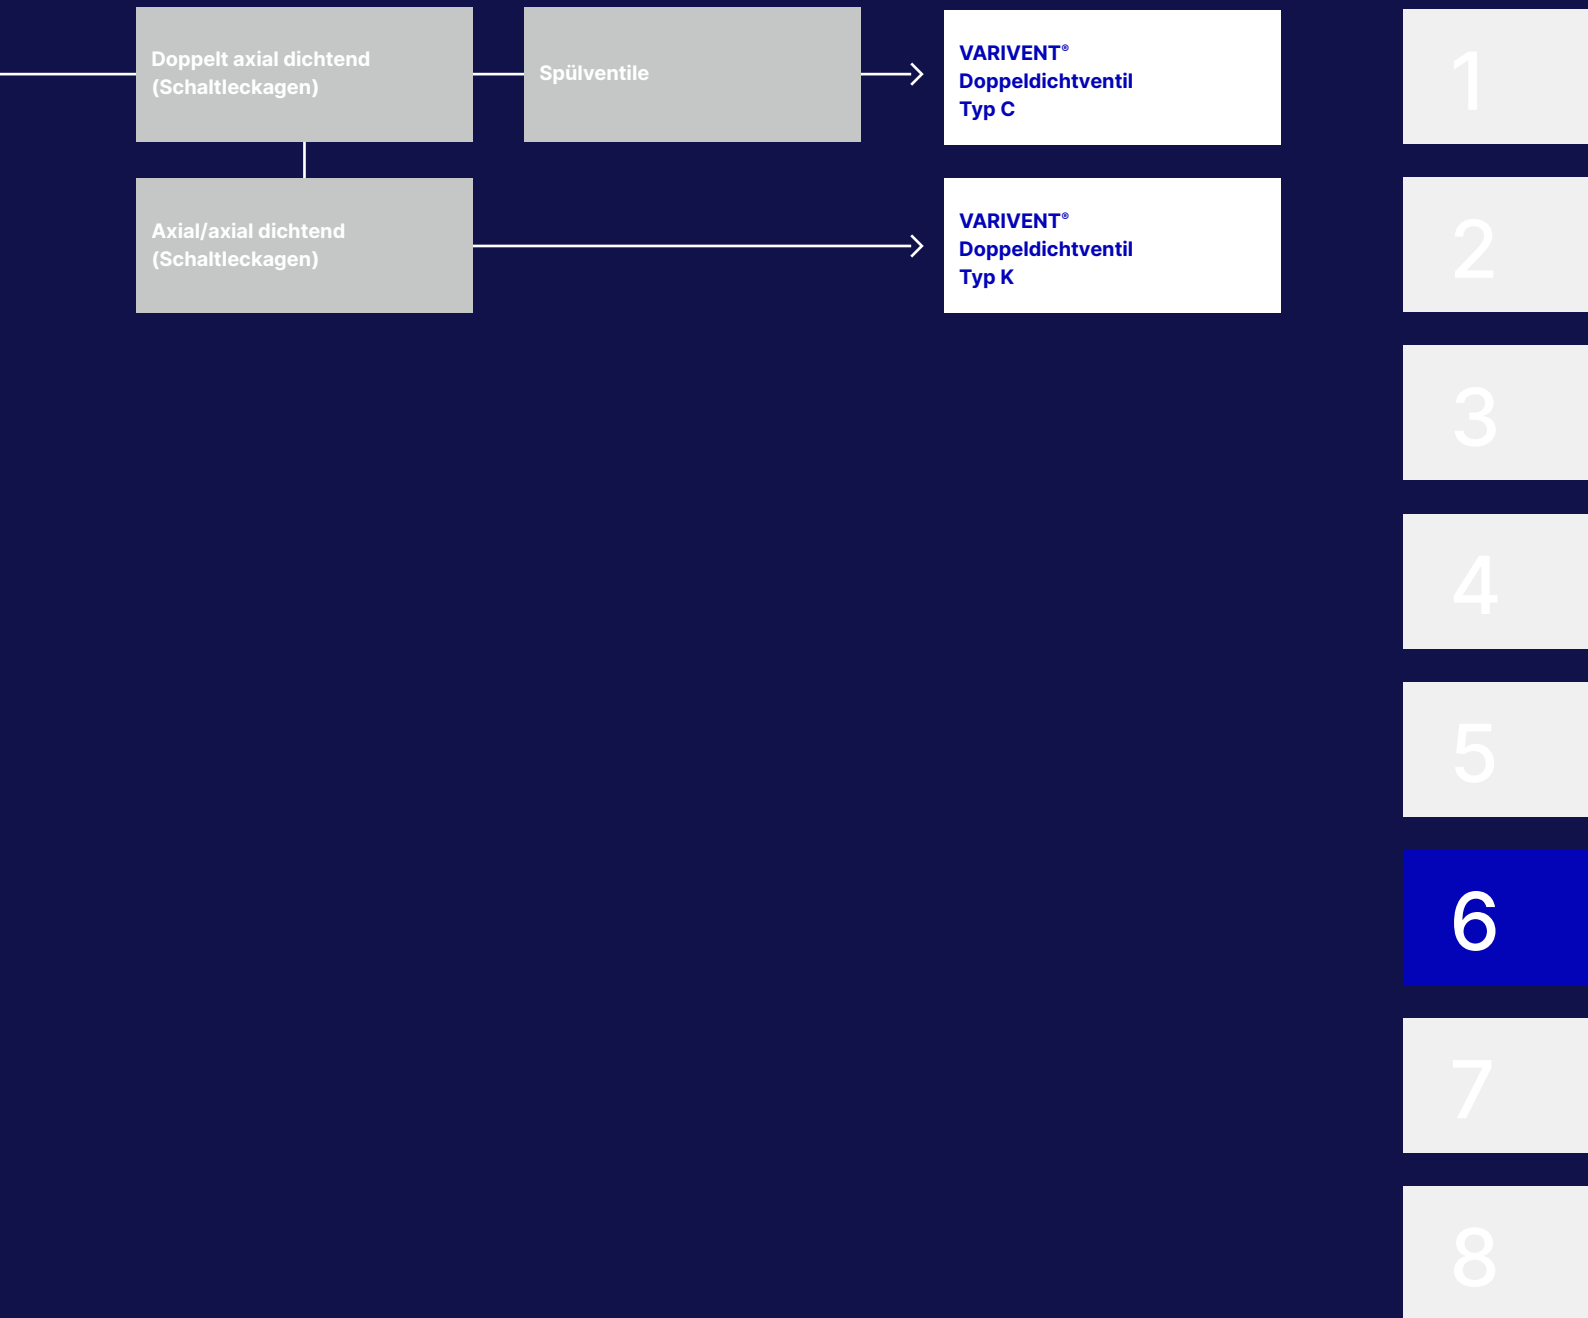 Doppelt axial dichtend
(Schaltleckagen)
Spülventile
VARIVENT®
Doppeldichtventil
Typ C
Axial/axial dichtend
(Schaltleckagen)
VARIVENT®
Doppeldichtventil
Typ K
1
2
3
4
5
6
7
8